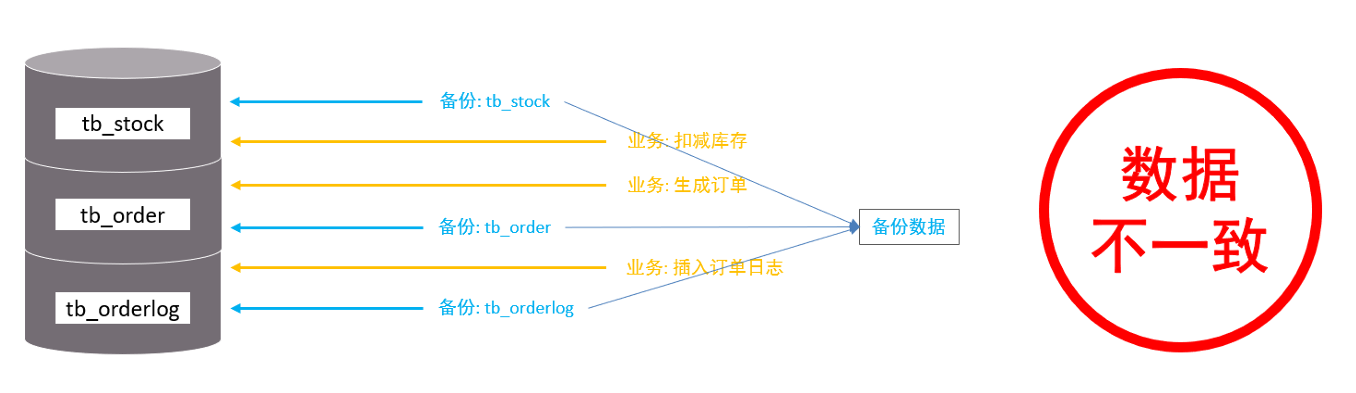 tb_stock
tb_order
tb_orderlog
备份: tb_stock
业务: 扣减库存
业务: 生成订单
备份: tb_order
业务: 插入订单日志
备份: tb_orderlog
备份数据
数据
不一致